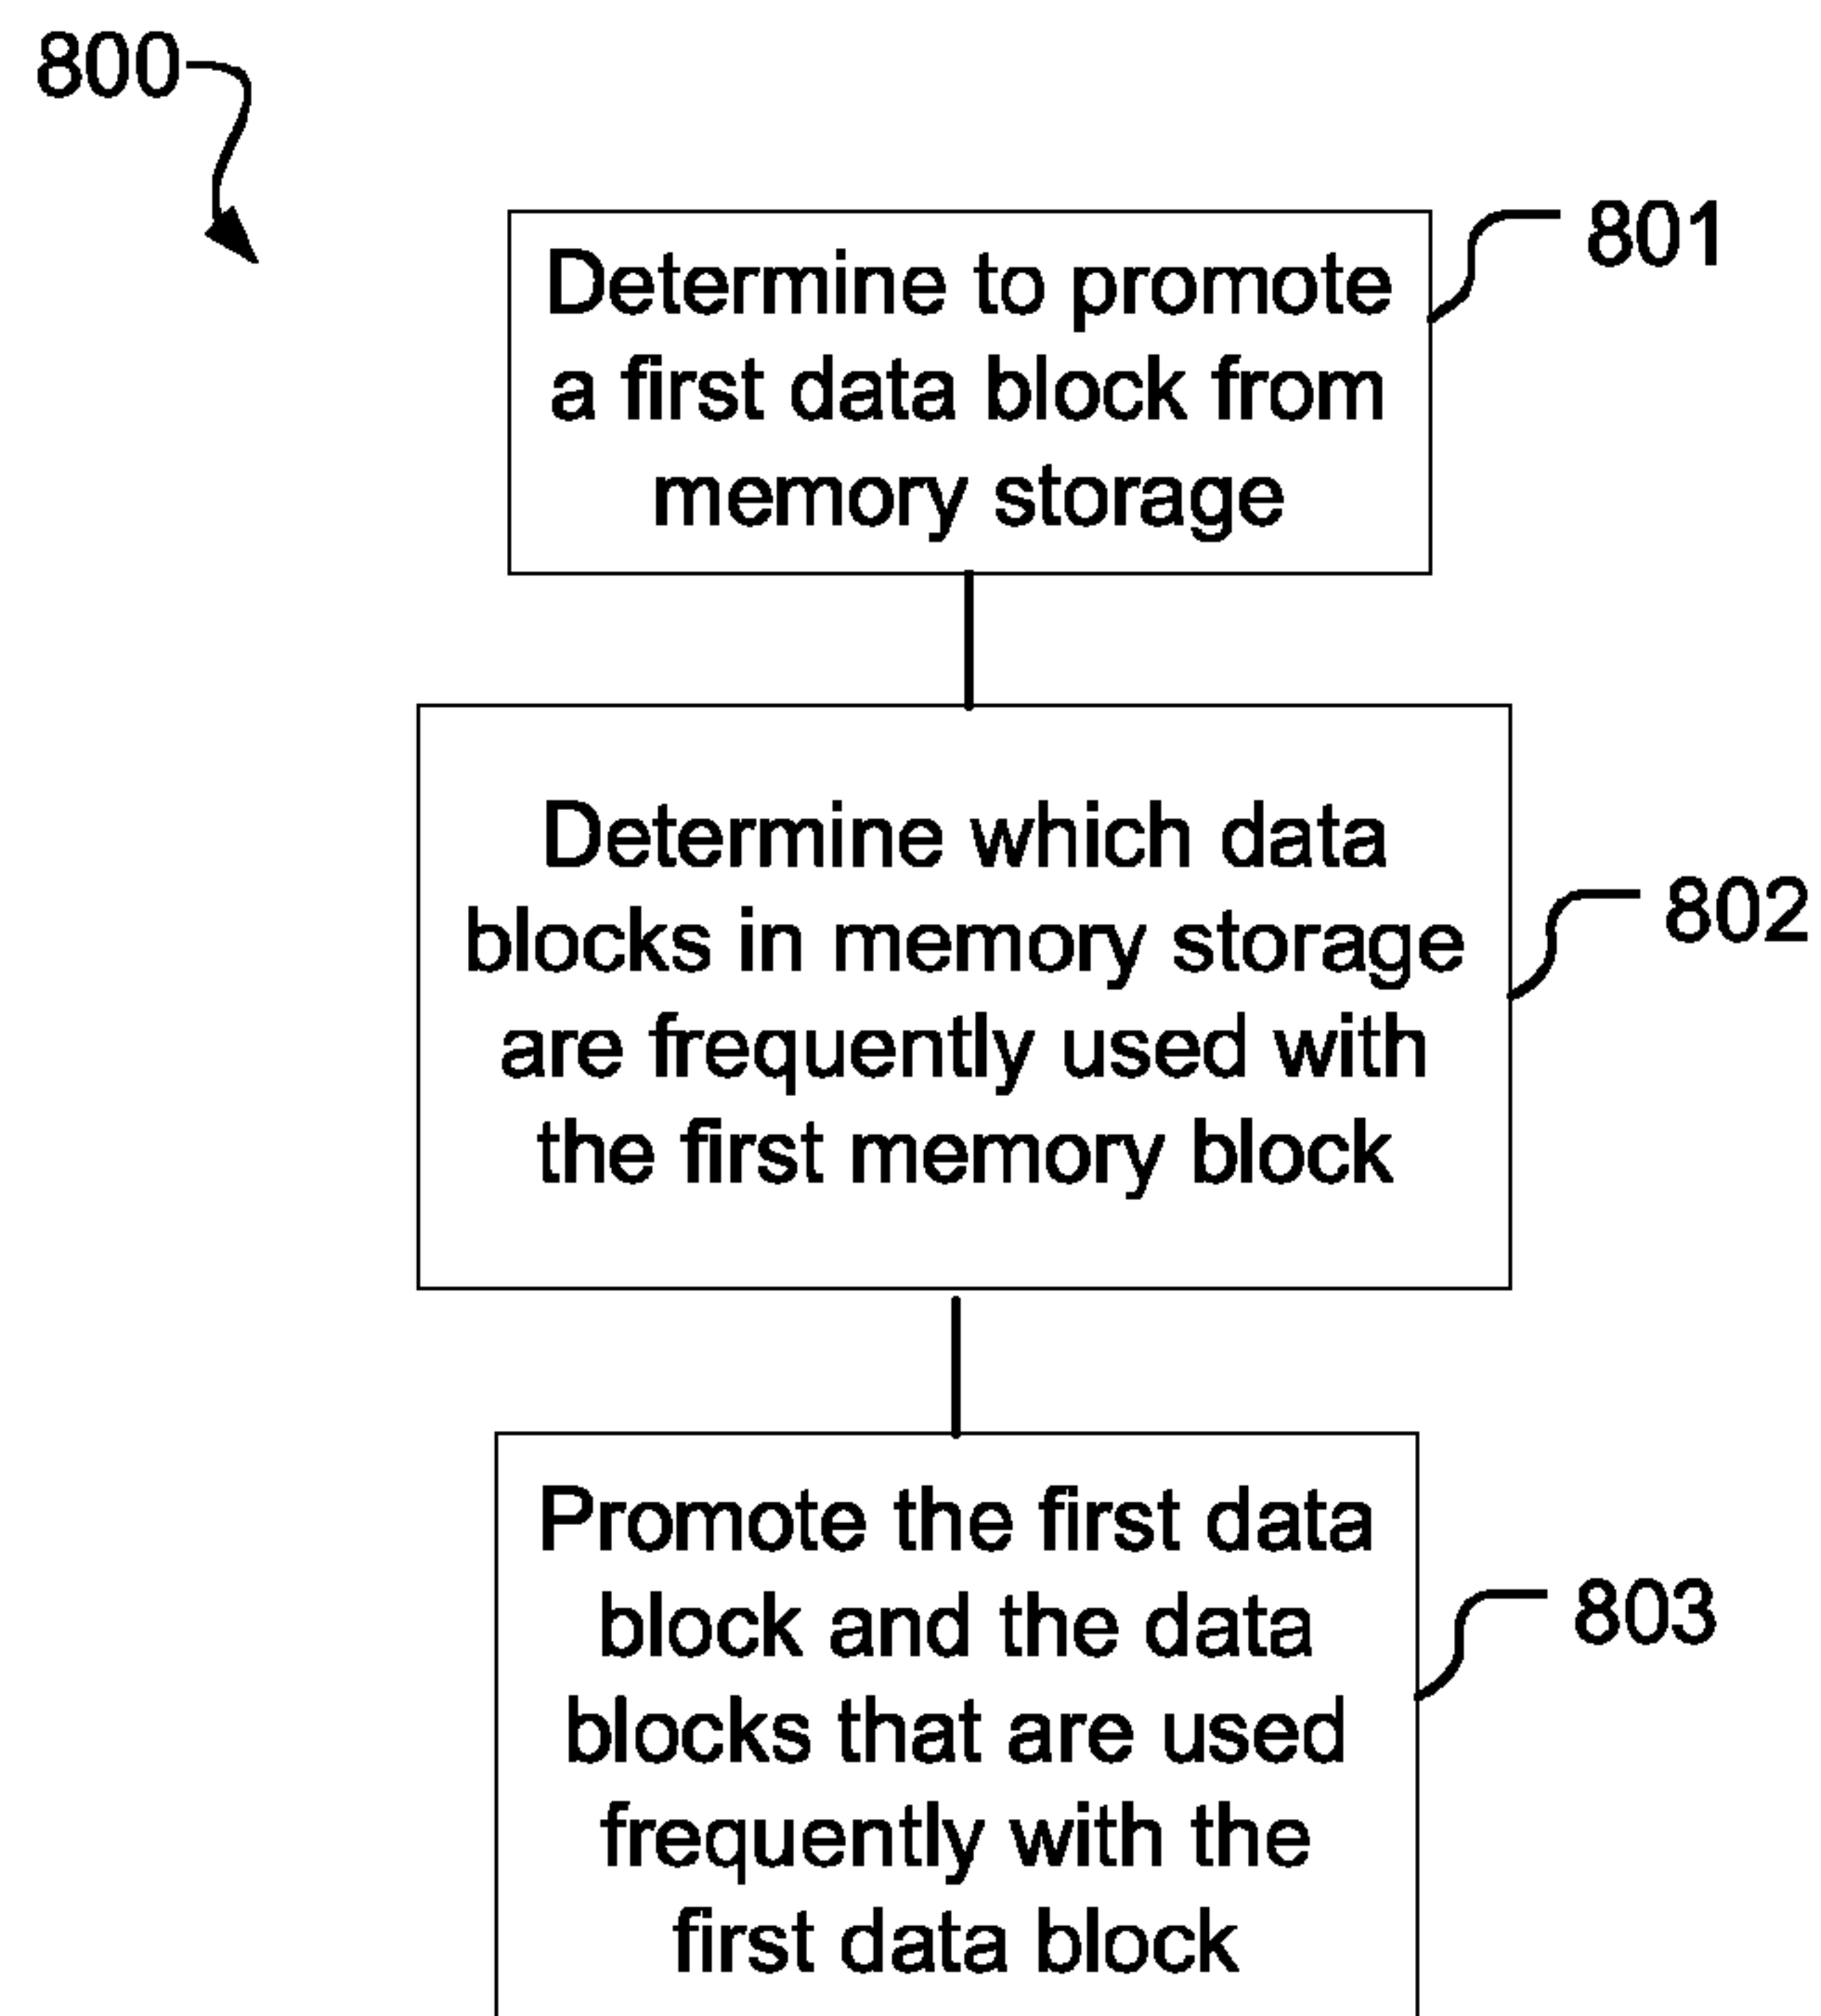 800
Determine to promote
a first data block from
memory storage
801
Determine which data
blocks in memory storage
are frequently used with
the first memory block
802
Promote the first data
block and the data
blocks that are used
frequently with the
first data block
803